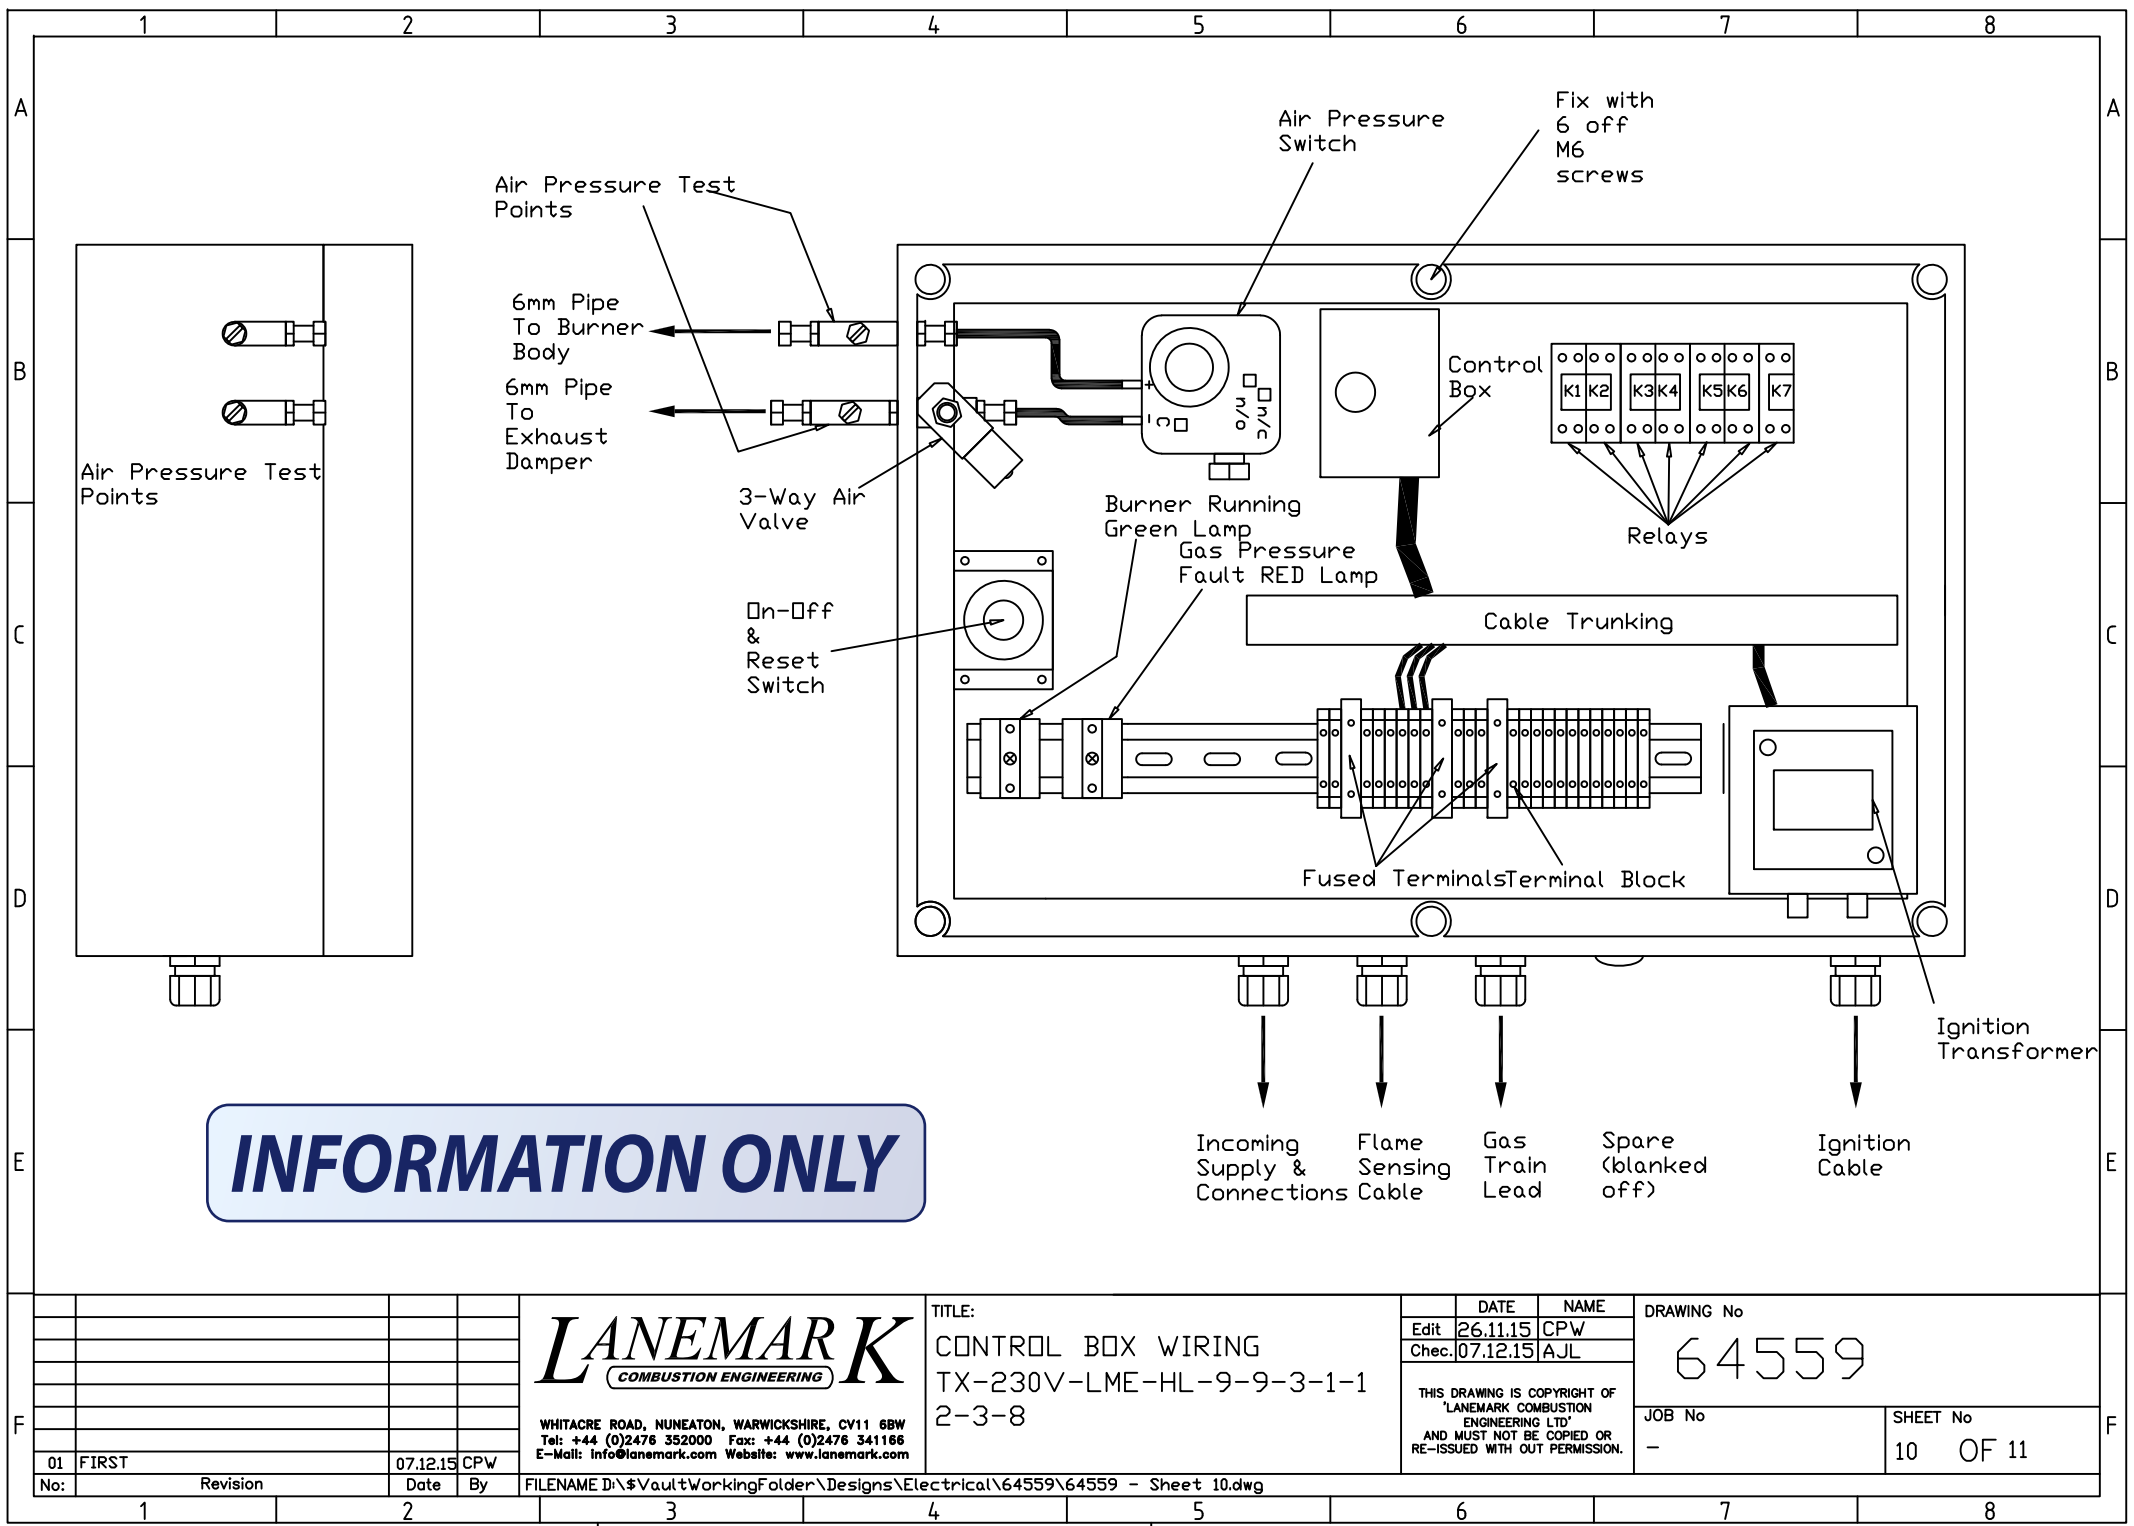 1 2 3 4 5 6 7 8
A
A
Fix with
6 off
M6
screws
Air Pressure
Switch
Air Pressure Test
Points
6mm Pipe
To Burner
Body
6mm Pipe
To
Exhaust
Damper
B
B
Control
Box
K1 K2 K3 K4 K5 K6 K7
+
-
C
n/o
n/c
Air Pressure Test
Points
3-Way Air
Valve
Burner Running
Green Lamp
Gas Pressure
Fault RED Lamp
Relays
On-Off
&
Reset
Switch
C
C
Cable Trunking
Fused Terminals
Terminal Block
D
D
Ignition
Transformer
Incoming
Supply &
Connections
Flame
Sensing
Cable
Gas
Train
Lead
Spare
(blanked
off)
Ignition
Cable
E
E
INFORMATION ONLY
F
F
01 FIRST 07.12.15 CPW
No: Revision Date By
LANEMARK
COMBUSTION ENGINEERING
WHITACRE ROAD, NUNEATON, WARWICKSHIRE, CV11 6BW
Tel: +44 (0)2476 352000 Fax: +44 (0)2476 341166
E-Mail: info@lanemark.com Website: www.lanemark.com
TITLE:
CONTROL BOX WIRING
TX-230V-LME-HL-9-9-3-1-1
2-3-8
DATE NAME
Edit 26.11.15 CPW
Chec. 07.12.15 AJL
THIS DRAWING IS COPYRIGHT OF
'LANEMARK COMBUSTION
ENGINEERING LTD'
AND MUST NOT BE COPIED OR
RE-ISSUED WITH OUT PERMISSION.
DRAWING No
64559
JOB No
-
SHEET No
10 OF 11
FILENAME D:\$VaultWorkingFolder\Designs\Electrical\64559\64559 - Sheet 10.dwg
1 2 3 4 5 6 7 8